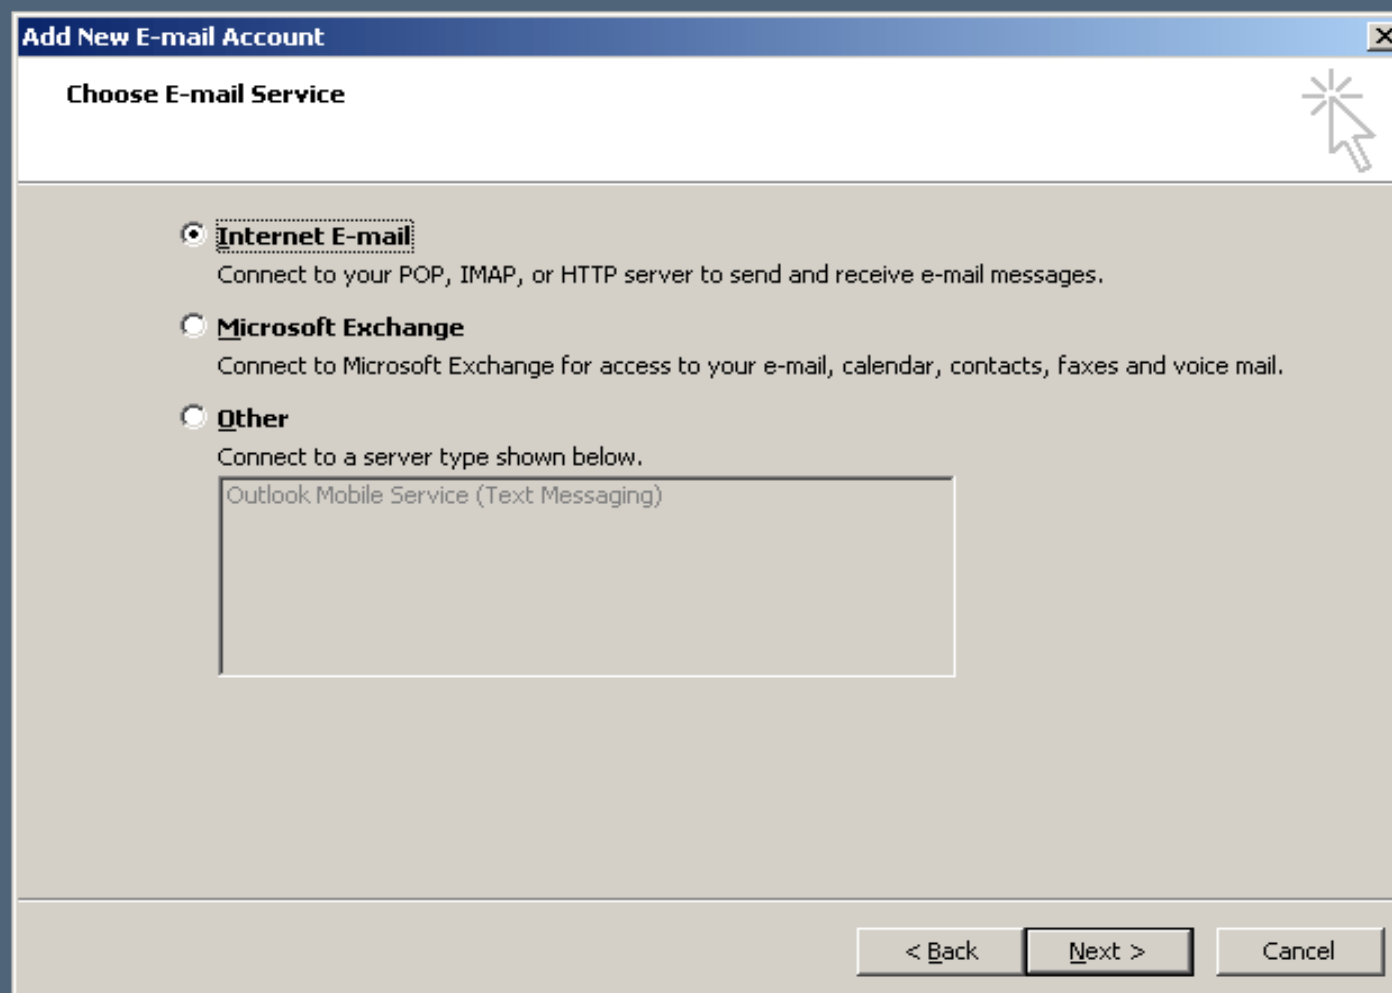 Add New E-mail Account
Choose E-mail Service
Internet E-mail
Connect to your POP, IMAP, or HTTP server to send and receive e-mail messages.
Microsoft Exchange
Connect to Microsoft Exchange for access to your e-mail, calendar, contacts, faxes and voice mail.
Other
Connect to a server type shown below.
Outlook Mobile Service (Text Messaging)
< Back Next > Cancel